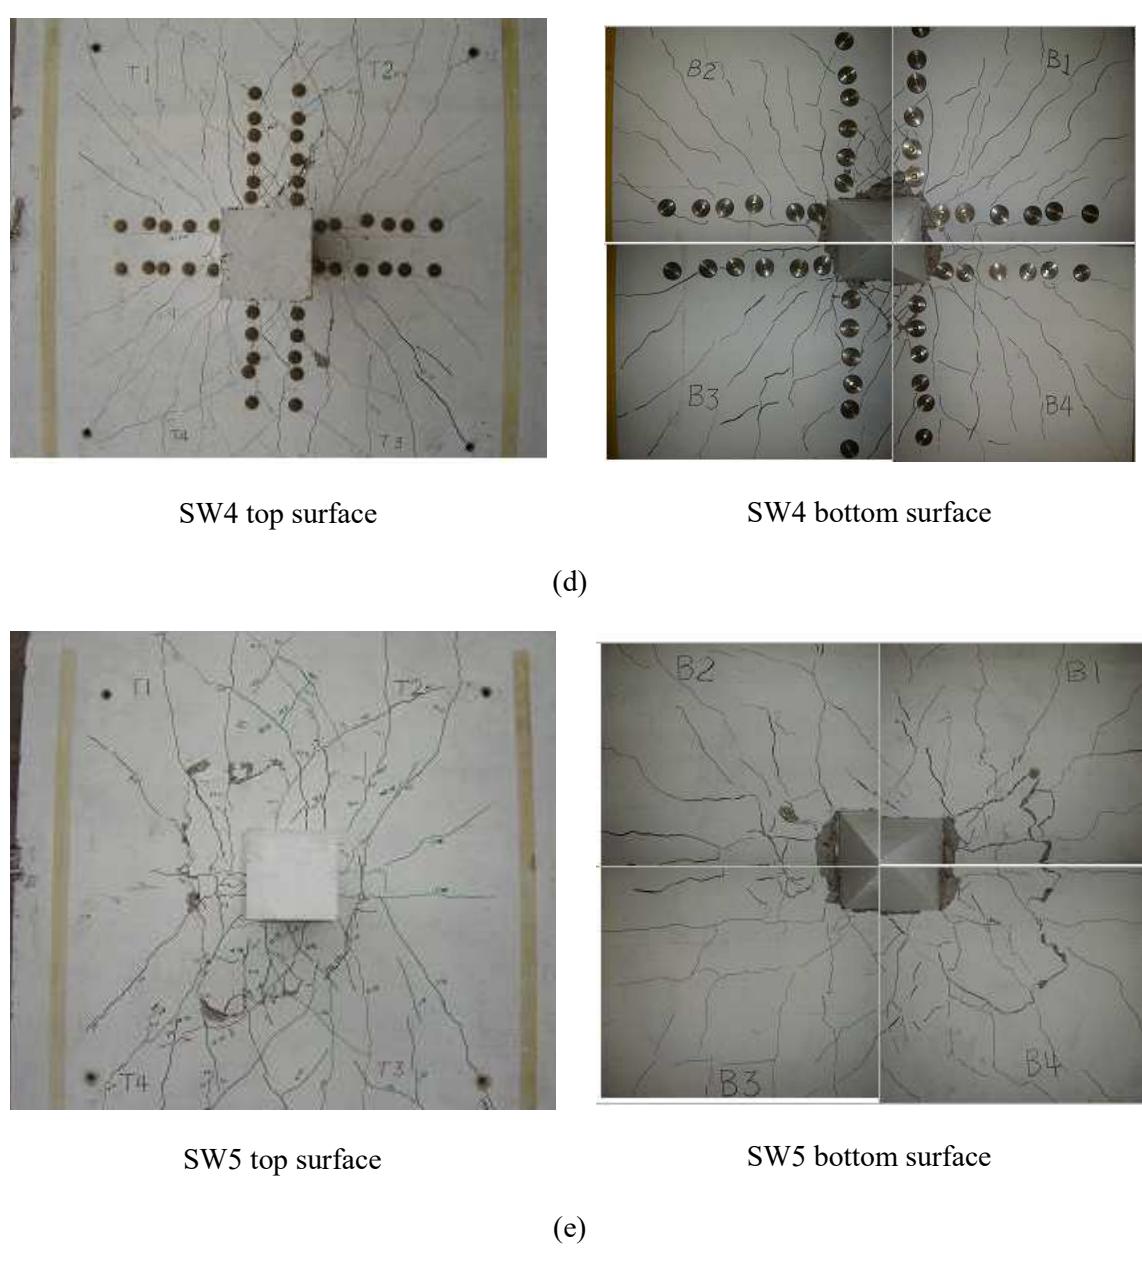 T1 T2 B2 B1
B3 B4
T4 T3
SW4 top surface SW4 bottom surface
(d)
T1 T2 B2 B1
T4 T3 B3 B4
SW5 top surface SW5 bottom surface
(e)